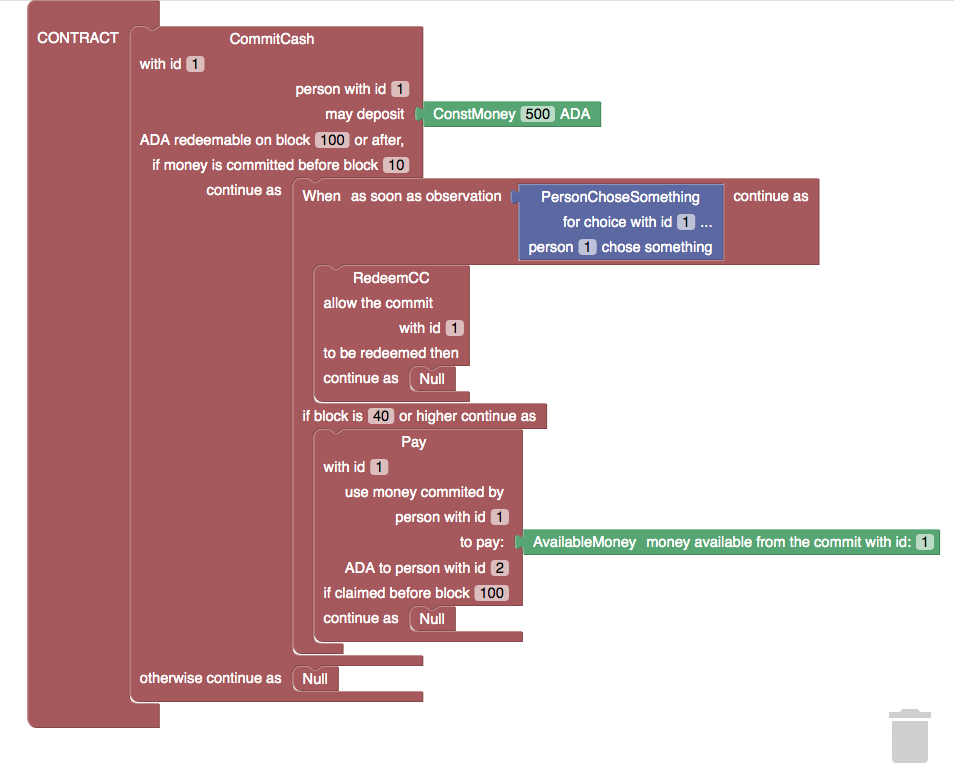 CONTRACT
CommitCash
with id 1
person with id 1
may deposit ConstMoney 500 ADA
ADA redeemable on block 100 or after,
if money is committed before block 10
continue as When as soon as observation PersonChoseSomething continue as
for choice with id 1 ...
person 1 chose something
RedeemCC
allow the commit
with id 1
to be redeemed then
continue as Null
if block is 40 or higher continue as
Pay
with id 1
use money commited by
person with id 1
to pay: AvailableMoney money available from the commit with id: 1
ADA to person with id 2
if claimed before block 100
continue as Null
otherwise continue as Null